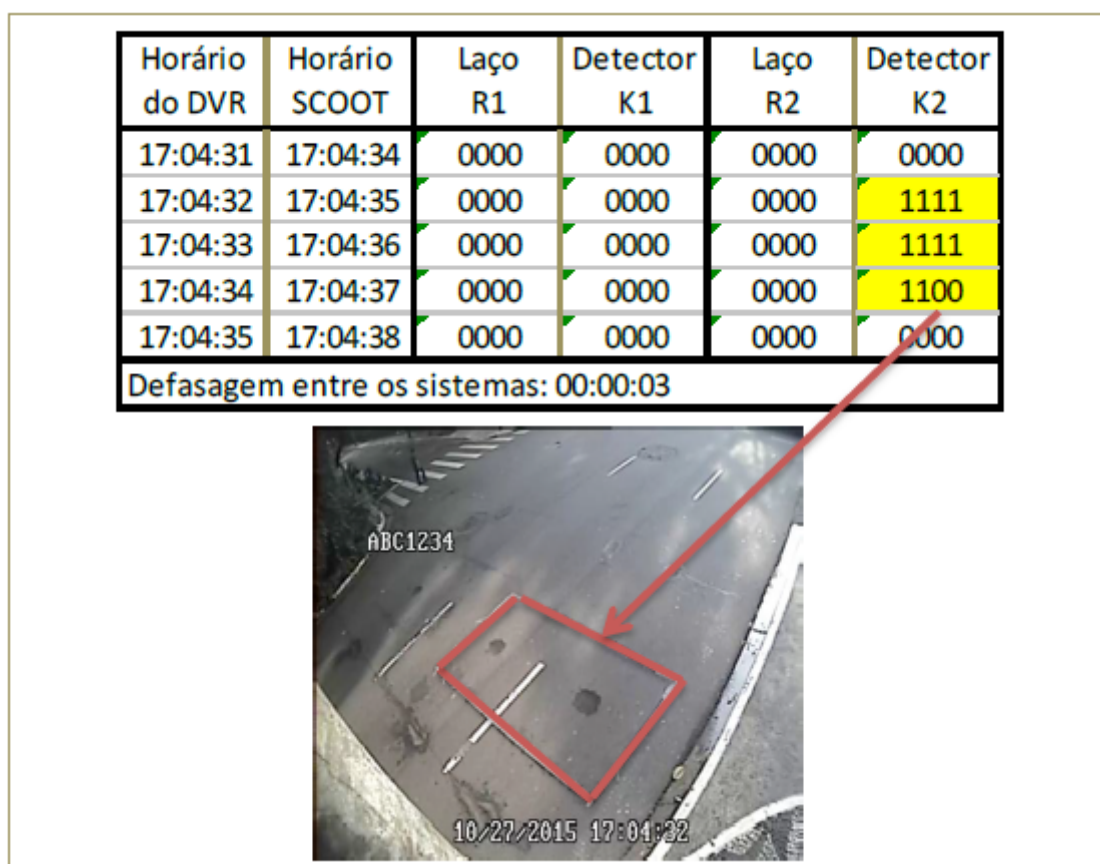 Horário do DVR Horário SCOOT Laço R1 Detector K1 Laço R2 Detector K2
17:04:31 17:04:34 0000 0000 0000 0000
17:04:32 17:04:35 0000 0000 0000 1111
17:04:33 17:04:36 0000 0000 0000 1111
17:04:34 17:04:37 0000 0000 0000 1100
17:04:35 17:04:38 0000 0000 0000 0000
Defasagem entre os sistemas: 00:00:03
ABC1234
10/27/2015 17:04:32